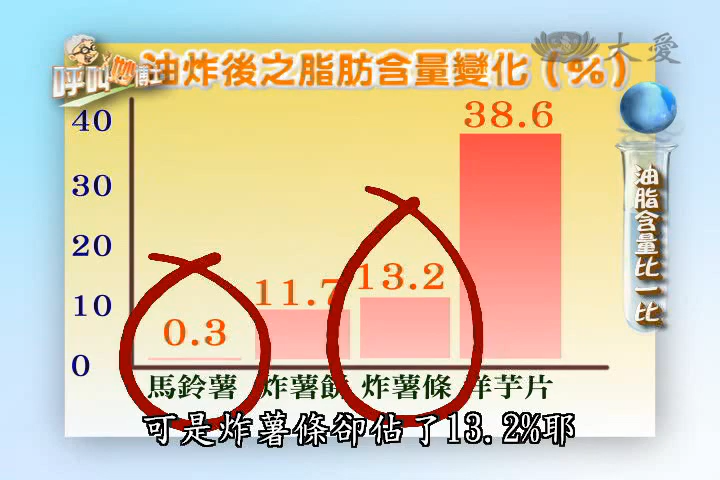 大愛
呼叫妙博
油炸後之脂肪含量變化(%)
油脂含量比一比
40
30
20
10
0
0.3
11.7
13.2
38.6
馬鈴薯
炸薯餅
炸薯條
洋芋片
可是炸薯條卻佔了13.2%耶